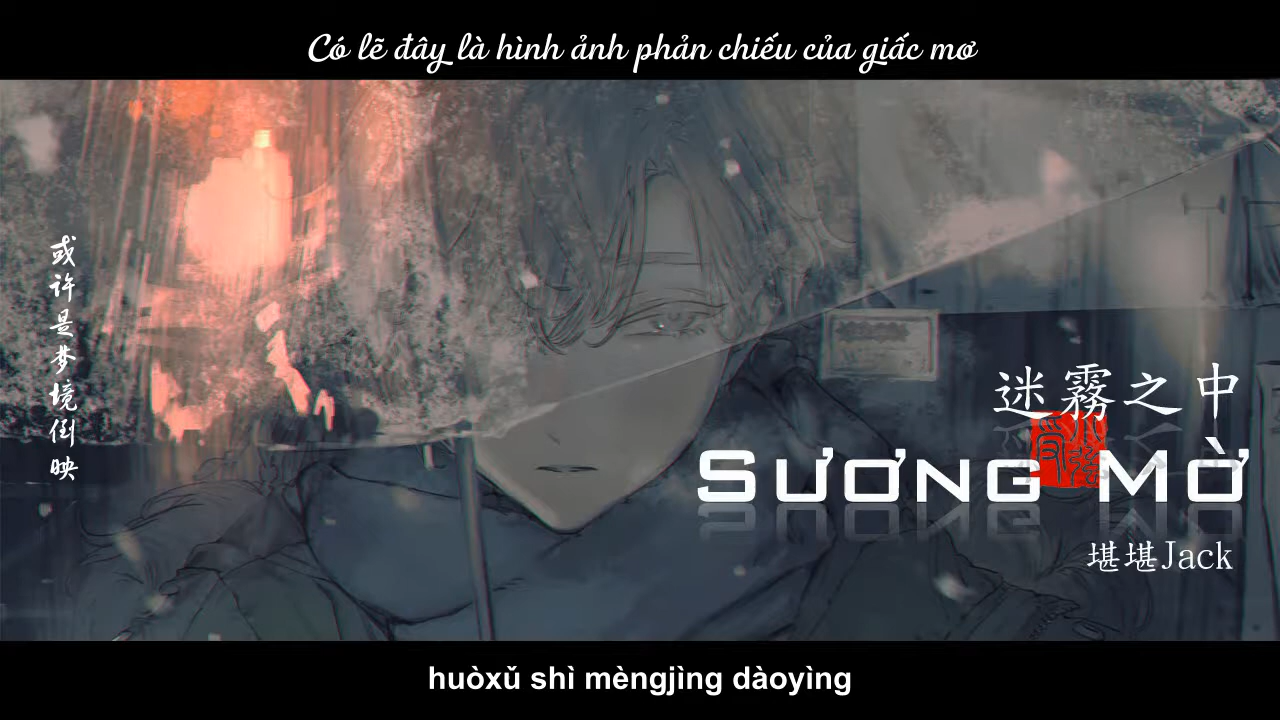 Có lẽ đây là hình ảnh phản chiếu của giấc mơ
或许是梦境倒映
迷霧之中
Sương Mờ
堪堪Jack
huòxǔ shì mèngjìng dàoyìng